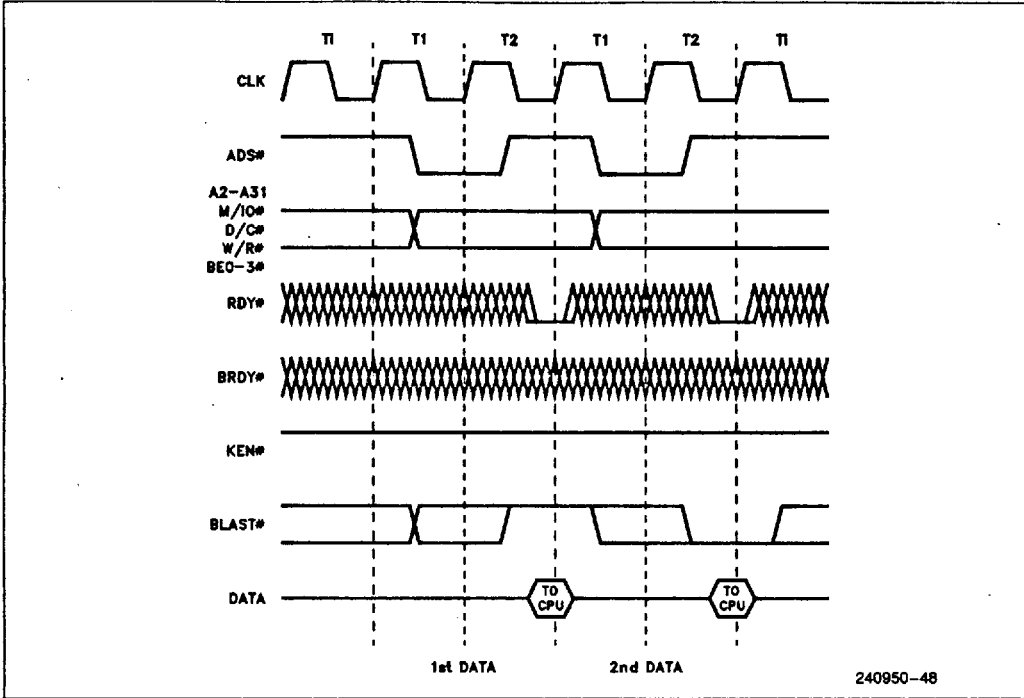 Ti T1 T2 T1 T2 Ti
CLK
ADS#
A2-A31
M/IO#
D/C#
W/R#
BE0-3#
RDY#
BRDY#
KEN#
BLAST#
DATA
TO CPU
TO CPU
1st DATA 2nd DATA
240950-48